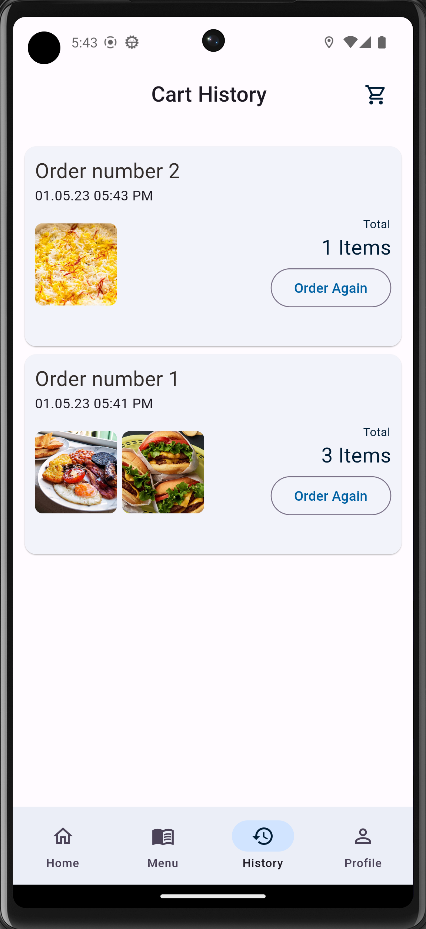 5:43
Cart History
Order number 2
01.05.23 05:43 PM
Total
1 Items
Order Again
Order number 1
01.05.23 05:41 PM
Total
3 Items
Order Again
Home
Menu
History
Profile